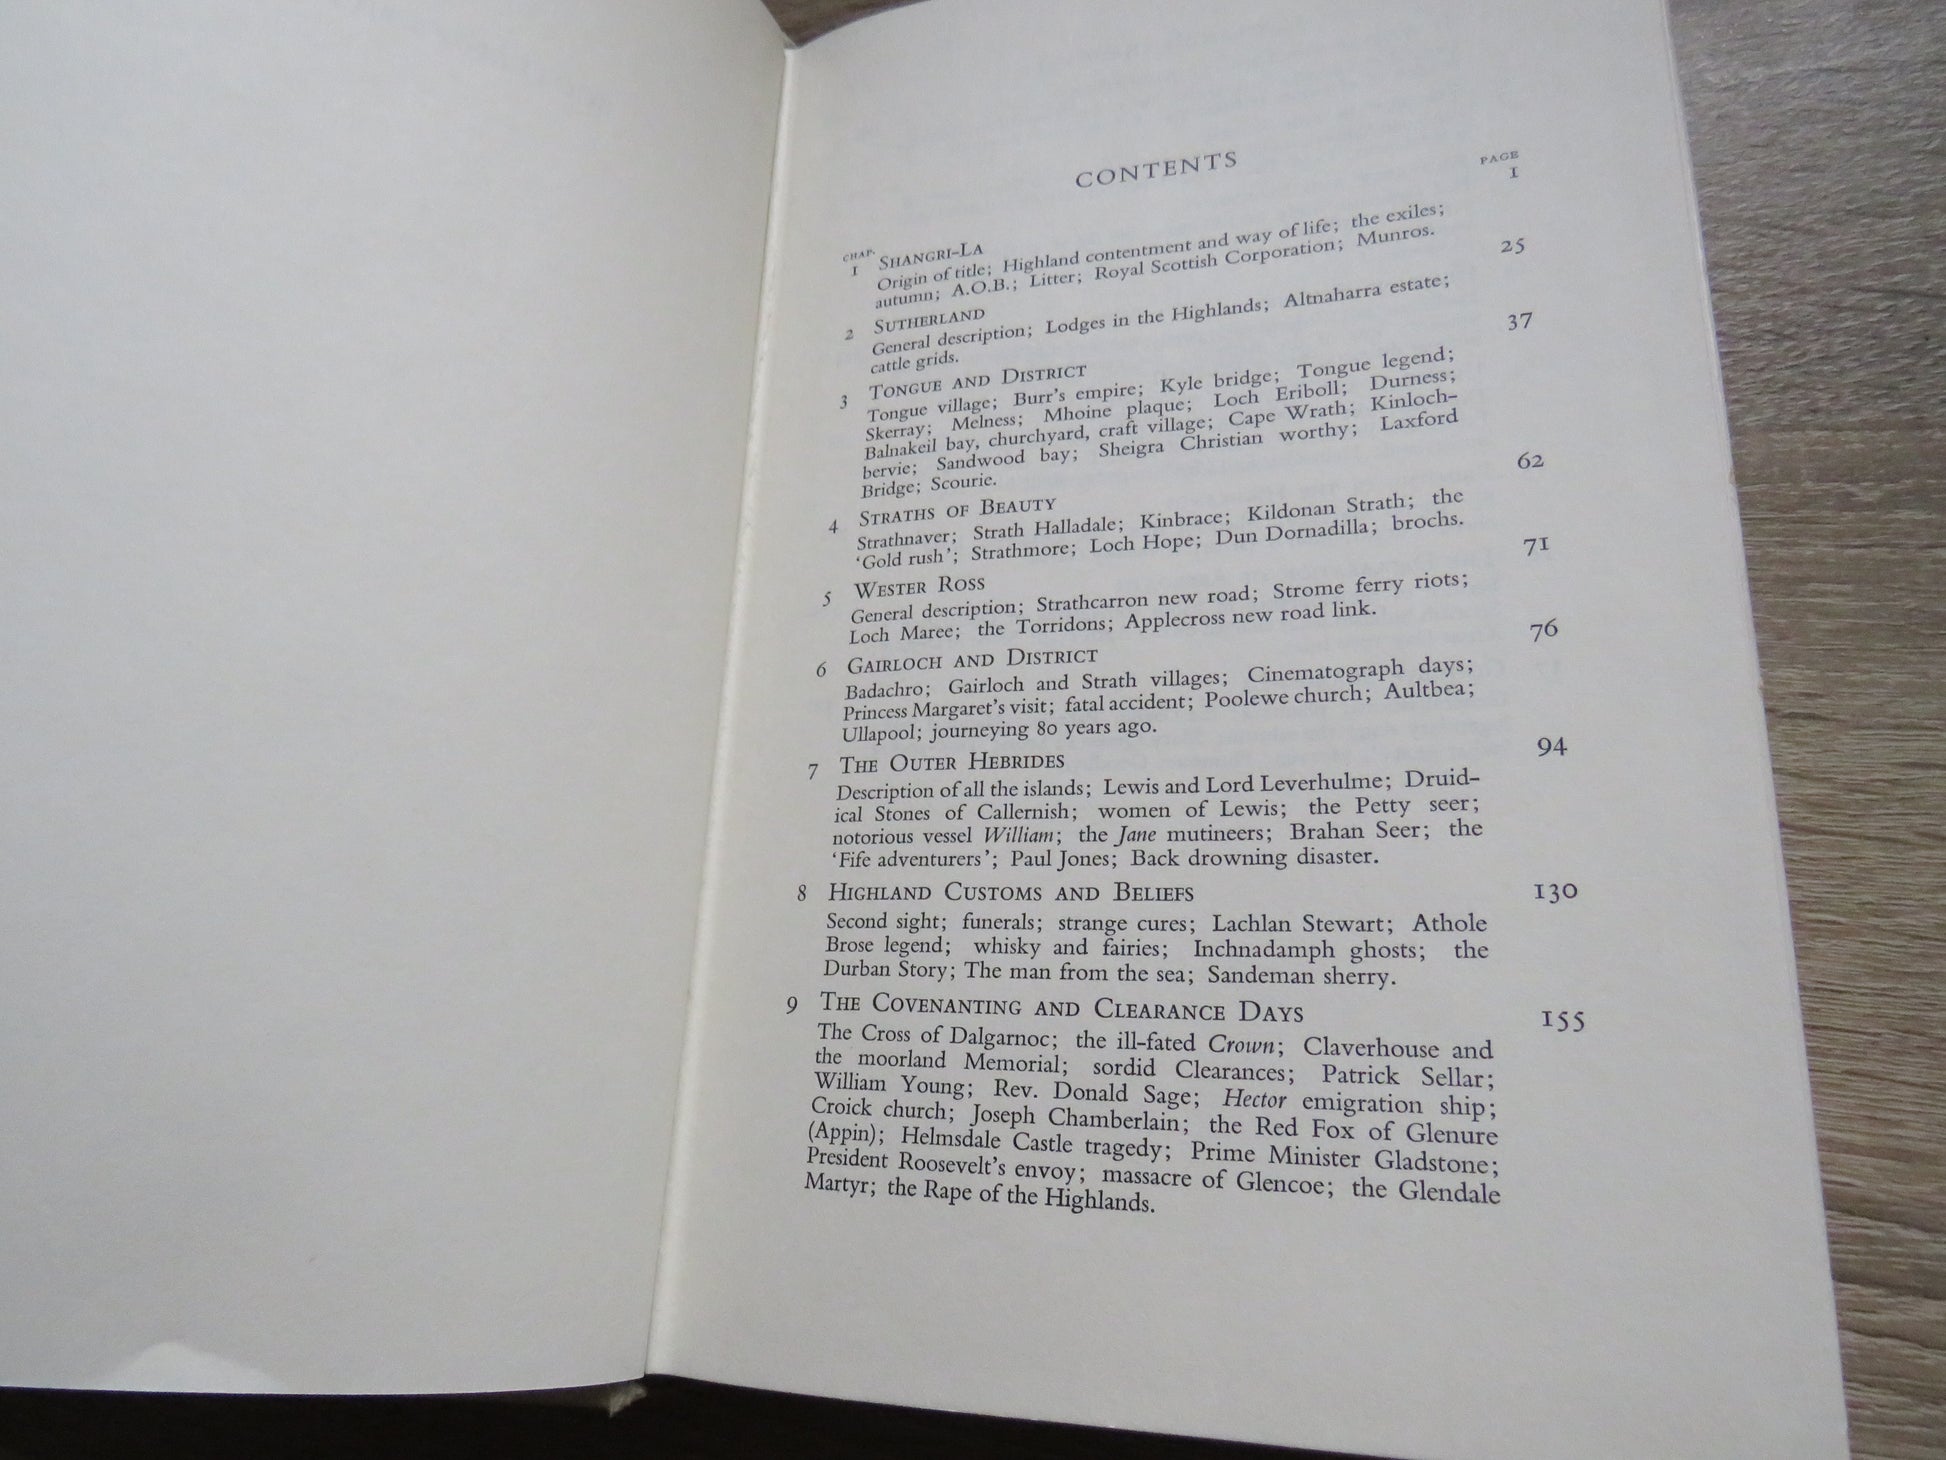 CONTENTS
PAGE
CHAP.
1 SHANGRI-LA 1
Origin of title; Highland contentment and way of life; the exiles;
autumn; A.O.B.; Litter; Royal Scottish Corporation; Munros.
2 SUTHERLAND 25
General description; Lodges in the Highlands; Altnaharra estate;
cattle grids.
3 TONGUE AND DISTRICT 37
Tongue village; Burr's empire; Kyle bridge; Tongue legend;
Skerray; Melness; Mhoine plaque; Loch Eriboll; Durness;
Balnakeil bay, churchyard, craft village; Cape Wrath; Kinloch-
bervie; Sandwood bay; Sheigra Christian worthy; Laxford
Bridge; Scourie.
4 STRATHS OF BEAUTY 62
Strathnaver; Strath Halladale; Kinbrace; Kildonan Strath; the
'Gold rush'; Strathmore; Loch Hope; Dun Dornadilla; brochs.
5 WESTER ROSS 71
General description; Strathcarron new road; Strome ferry riots;
Loch Maree; the Torridons; Applecross new road link.
6 GAIRLOCH AND DISTRICT 76
Badachro; Gairloch and Strath villages; Cinematograph days;
Princess Margaret's visit; fatal accident; Poolewe church; Aultbea;
Ullapool; journeying 80 years ago.
7 THE OUTER HEBRIDES 94
Description of all the islands; Lewis and Lord Leverhulme; Druid-
ical Stones of Callernish; women of Lewis; the Petty seer;
notorious vessel William; the Jane mutineers; Brahan Seer; the
'Fife adventurers'; Paul Jones; Back drowning disaster.
8 HIGHLAND CUSTOMS AND BELIEFS 130
Second sight; funerals; strange cures; Lachlan Stewart; Athole
Brose legend; whisky and fairies; Inchnadamph ghosts; the
Durban Story; The man from the sea; Sandeman sherry.
9 THE COVENANTING AND CLEARANCE DAYS 155
The Cross of Dalgarnoc; the ill-fated Crown; Claverhouse and
the moorland Memorial; sordid Clearances; Patrick Sellar;
William Young; Rev. Donald Sage; Hector emigration ship;
Croick church; Joseph Chamberlain; the Red Fox of Glenure
(Appin); Helmsdale Castle tragedy; Prime Minister Gladstone;
President Roosevelt's envoy; massacre of Glencoe; the Glendale
Martyr; the Rape of the Highlands.